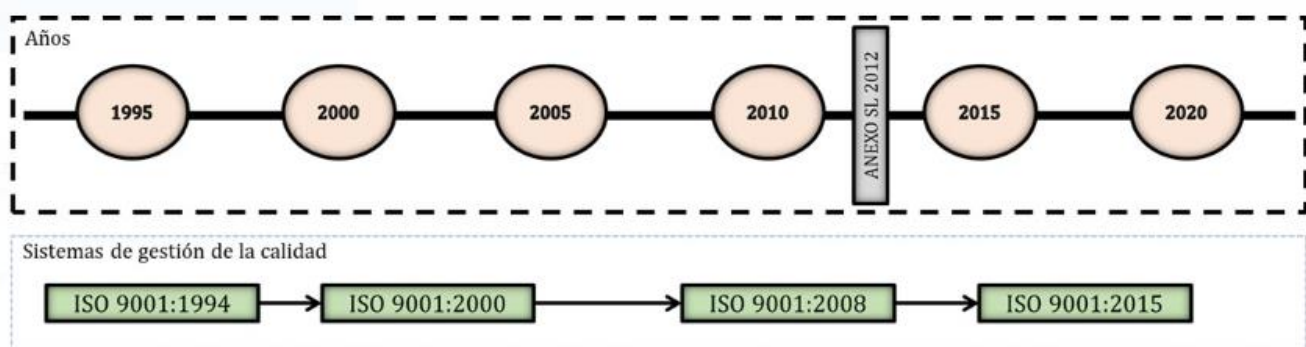 Años
1995
2000
2005
2010
ANEXO SL 2012
2015
2020
Sistemas de gestión de la calidad
ISO 9001:1994
ISO 9001:2000
ISO 9001:2008
ISO 9001:2015